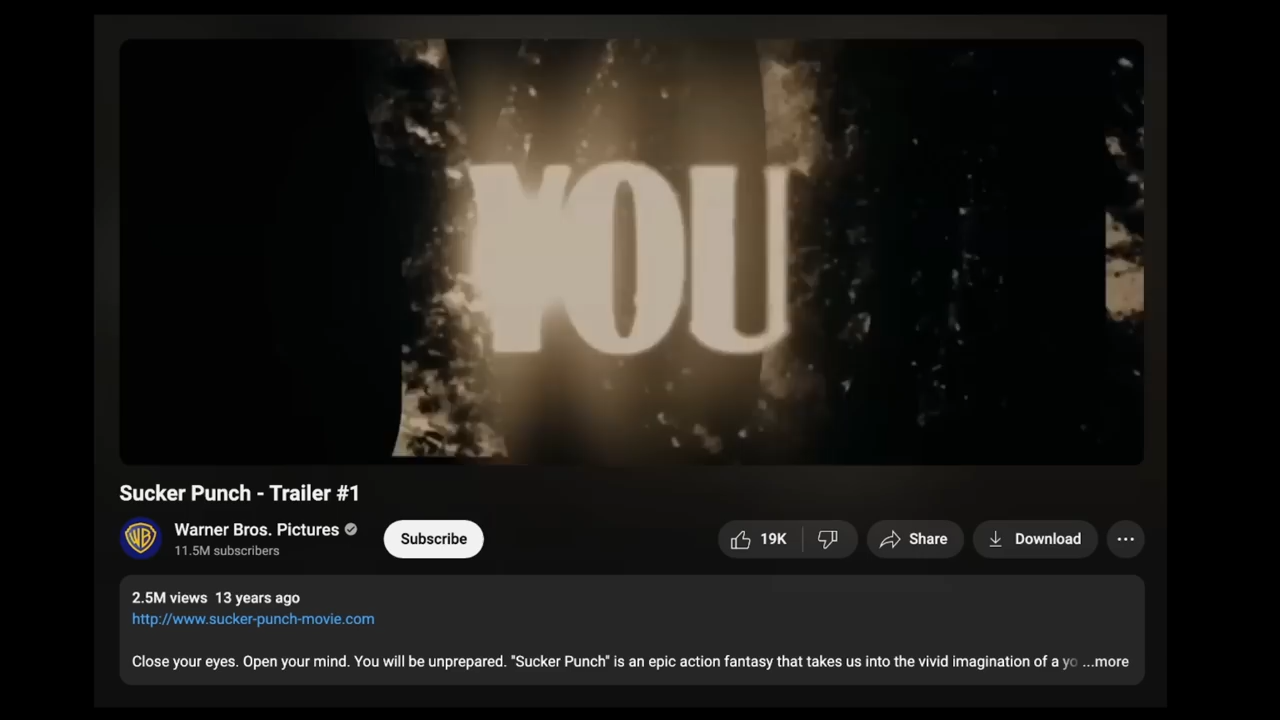 YOU
Sucker Punch - Trailer #1
WB
Warner Bros. Pictures
11.5M subscribers
Subscribe
19K
Share
Download
2.5M views 13 years ago
http://www.sucker-punch-movie.com
Close your eyes. Open your mind. You will be unprepared. "Sucker Punch" is an epic action fantasy that takes us into the vivid imagination of a yo ...more